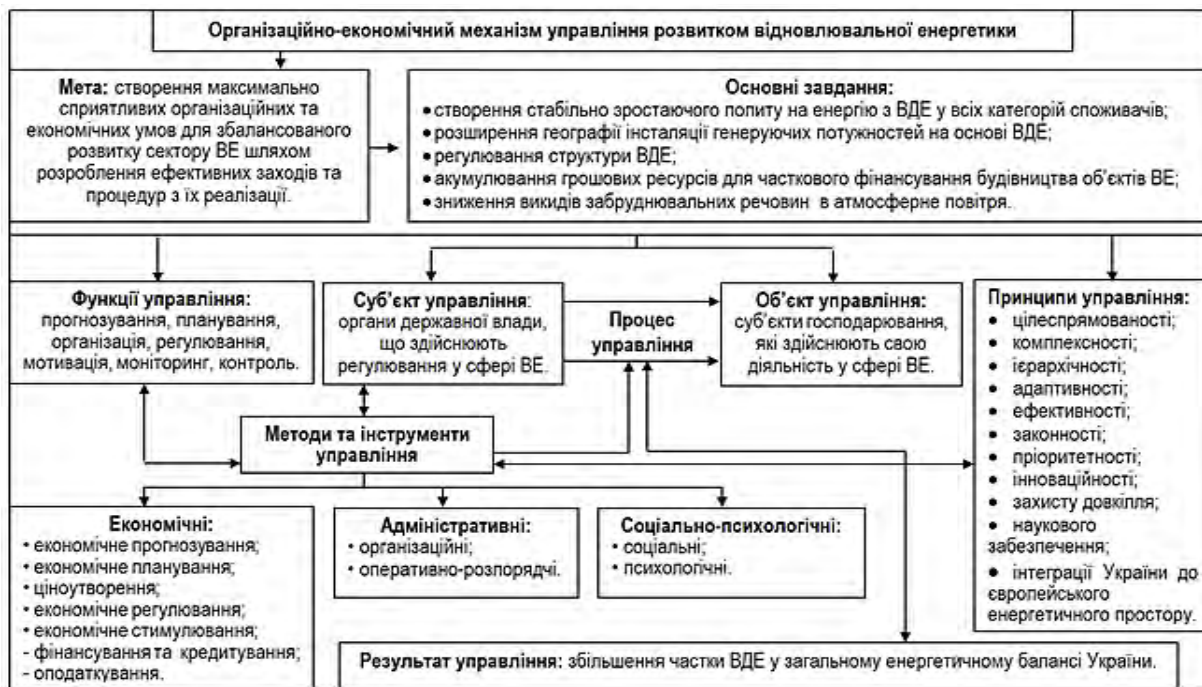 Організаційно-економічний механізм управління розвитком відновлювальної енергетики
Мета: створення максимально
сприятливих організаційних та
економічних умов для збалансованого
розвитку сектору ВЕ шляхом
розроблення ефективних заходів та
процедур з їх реалізації.
Основні завдання:
•створення стабільно зростаючого попиту на енергію з ВДЕ у всіх категорій споживачів;
•розширення географії інсталяції генеруючих потужностей на основі ВДЕ;
•регулювання структури ВДЕ;
•акумулювання грошових ресурсів для часткового фінансування будівництва об’єктів ВЕ;
•зниження викидів забруднювальних речовин в атмосферне повітря.
Функції управління:
прогнозування, планування,
організація, регулювання,
мотивація, моніторинг, контроль.
Суб’єкт управління:
органи державної влади,
що здійснюють
регулювання у сфері ВЕ.
Процес
управління
Об’єкт управління:
суб’єкти господарювання,
які здійснюють свою
діяльність у сфері ВЕ.
Принципи управління:
• цілеспрямованості;
• комплексності;
• ієрархічності;
• адаптивності;
• ефективності;
• законності;
• пріоритетності;
• інноваційності;
• захисту довкілля;
• наукового
забезпечення;
• інтеграції України до
європейського
енергетичного простору.
Методи та інструменти
управління
Економічні:
• економічне прогнозування;
• економічне планування;
• ціноутворення;
• економічне регулювання;
• економічне стимулювання;
- фінансування та кредитування;
- оподаткування.
Адміністративні:
• організаційні;
• оперативно-розпорядчі.
Соціально-психологічні:
• соціальні;
• психологічні.
Результат управління: збільшення частки ВДЕ у загальному енергетичному балансі України.